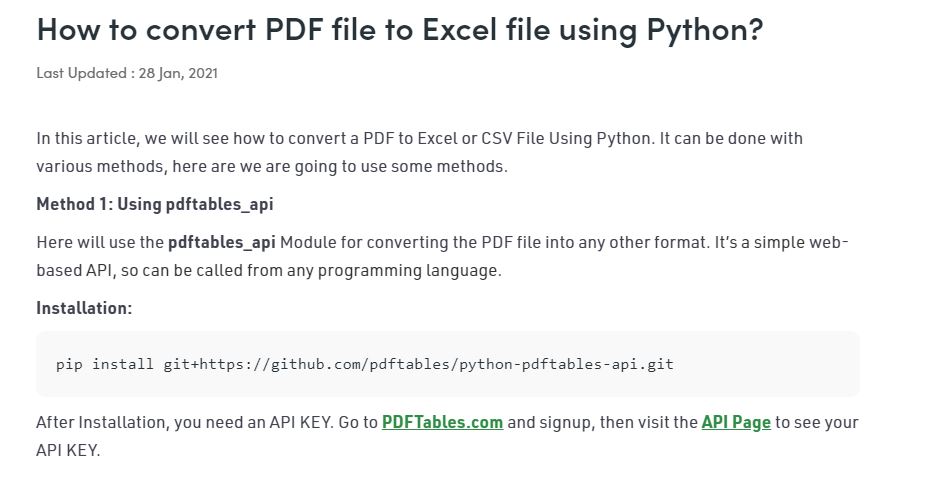 How to convert PDF file to Excel file using Python?
Last Updated : 28 Jan, 2021
In this article, we will see how to convert a PDF to Excel or CSV File Using Python. It can be done with
various methods, here are we are going to use some methods.
Method 1: Using pdftables_api
Here will use the pdftables_api Module for converting the PDF file into any other format. It’s a simple web-
based API, so can be called from any programming language.
Installation:
pip install git+https://github.com/pdftables/python-pdftables-api.git
After Installation, you need an API KEY. Go to PDFTables.com and signup, then visit the API Page to see your
API KEY.